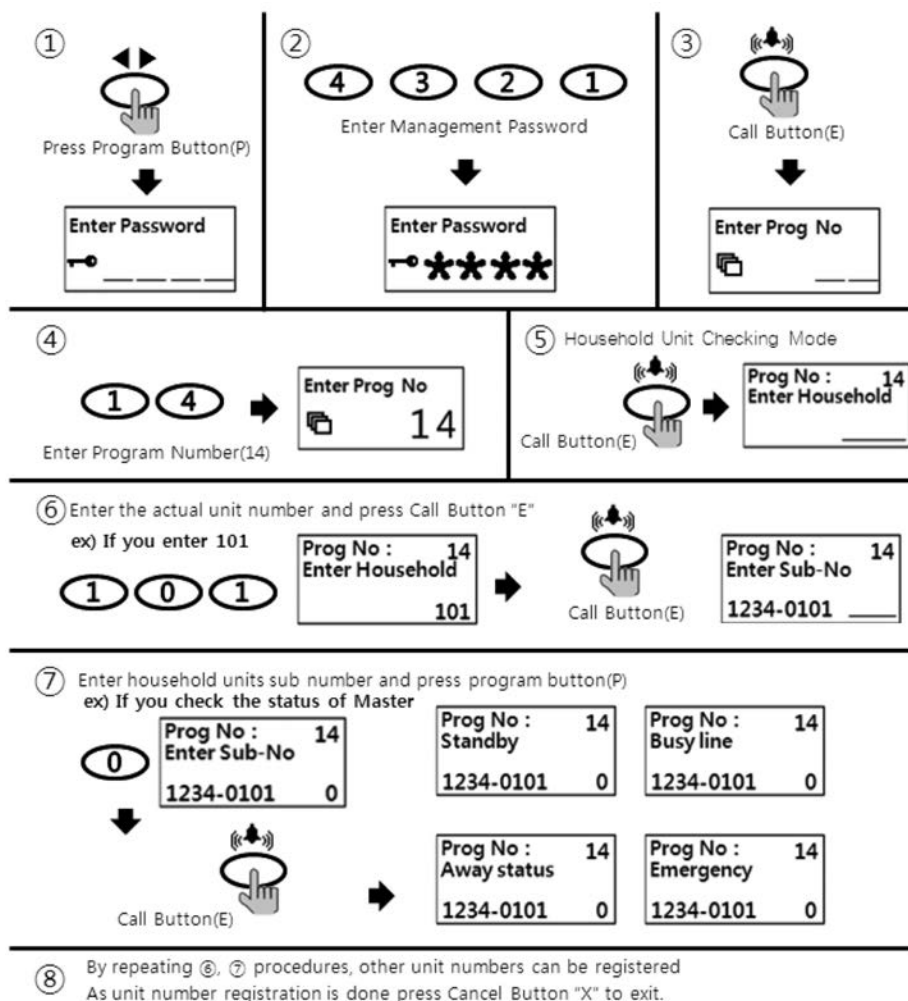 ①
Press Program Button(P)
Enter Password
②
4 3 2 1
Enter Management Password
Enter Password
③
Call Button(E)
Enter Prog No
④
1 4
Enter Program Number(14)
Enter Prog No
14
⑤ Household Unit Checking Mode
Call Button(E)
Prog No : 14
Enter Household
⑥ Enter the actual unit number and press Call Button "E"
ex) If you enter 101
1 0 1
Prog No : 14
Enter Household
101
Call Button(E)
Prog No : 14
Enter Sub-No
1234-0101
⑦ Enter household units sub number and press program button(P)
ex) If you check the status of Master
0
Prog No : 14
Enter Sub-No
1234-0101 0
Call Button(E)
Prog No : 14
Standby
1234-0101 0
Prog No : 14
Busy line
1234-0101 0
Prog No : 14
Away status
1234-0101 0
Prog No : 14
Emergency
1234-0101 0
⑧ By repeating ⑥, ⑦ procedures, other unit numbers can be registered
As unit number registration is done press Cancel Button "X" to exit.